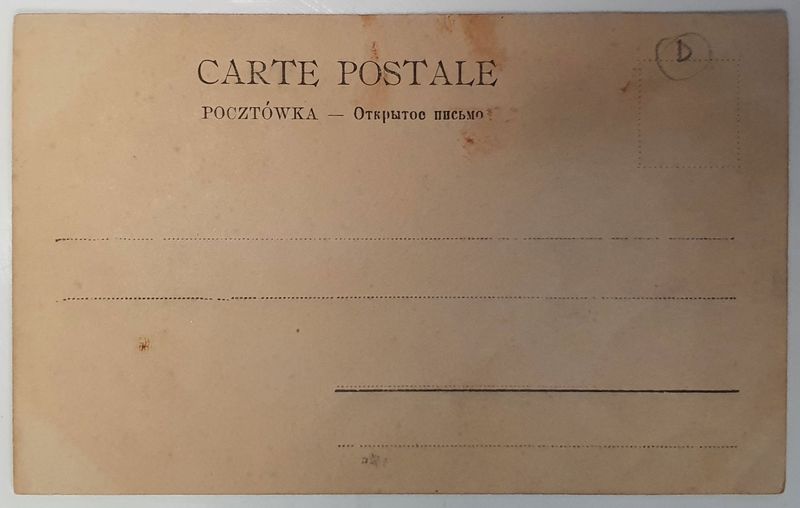 D
CARTE POSTALE
POCZTÓWKA — Открытое письмо